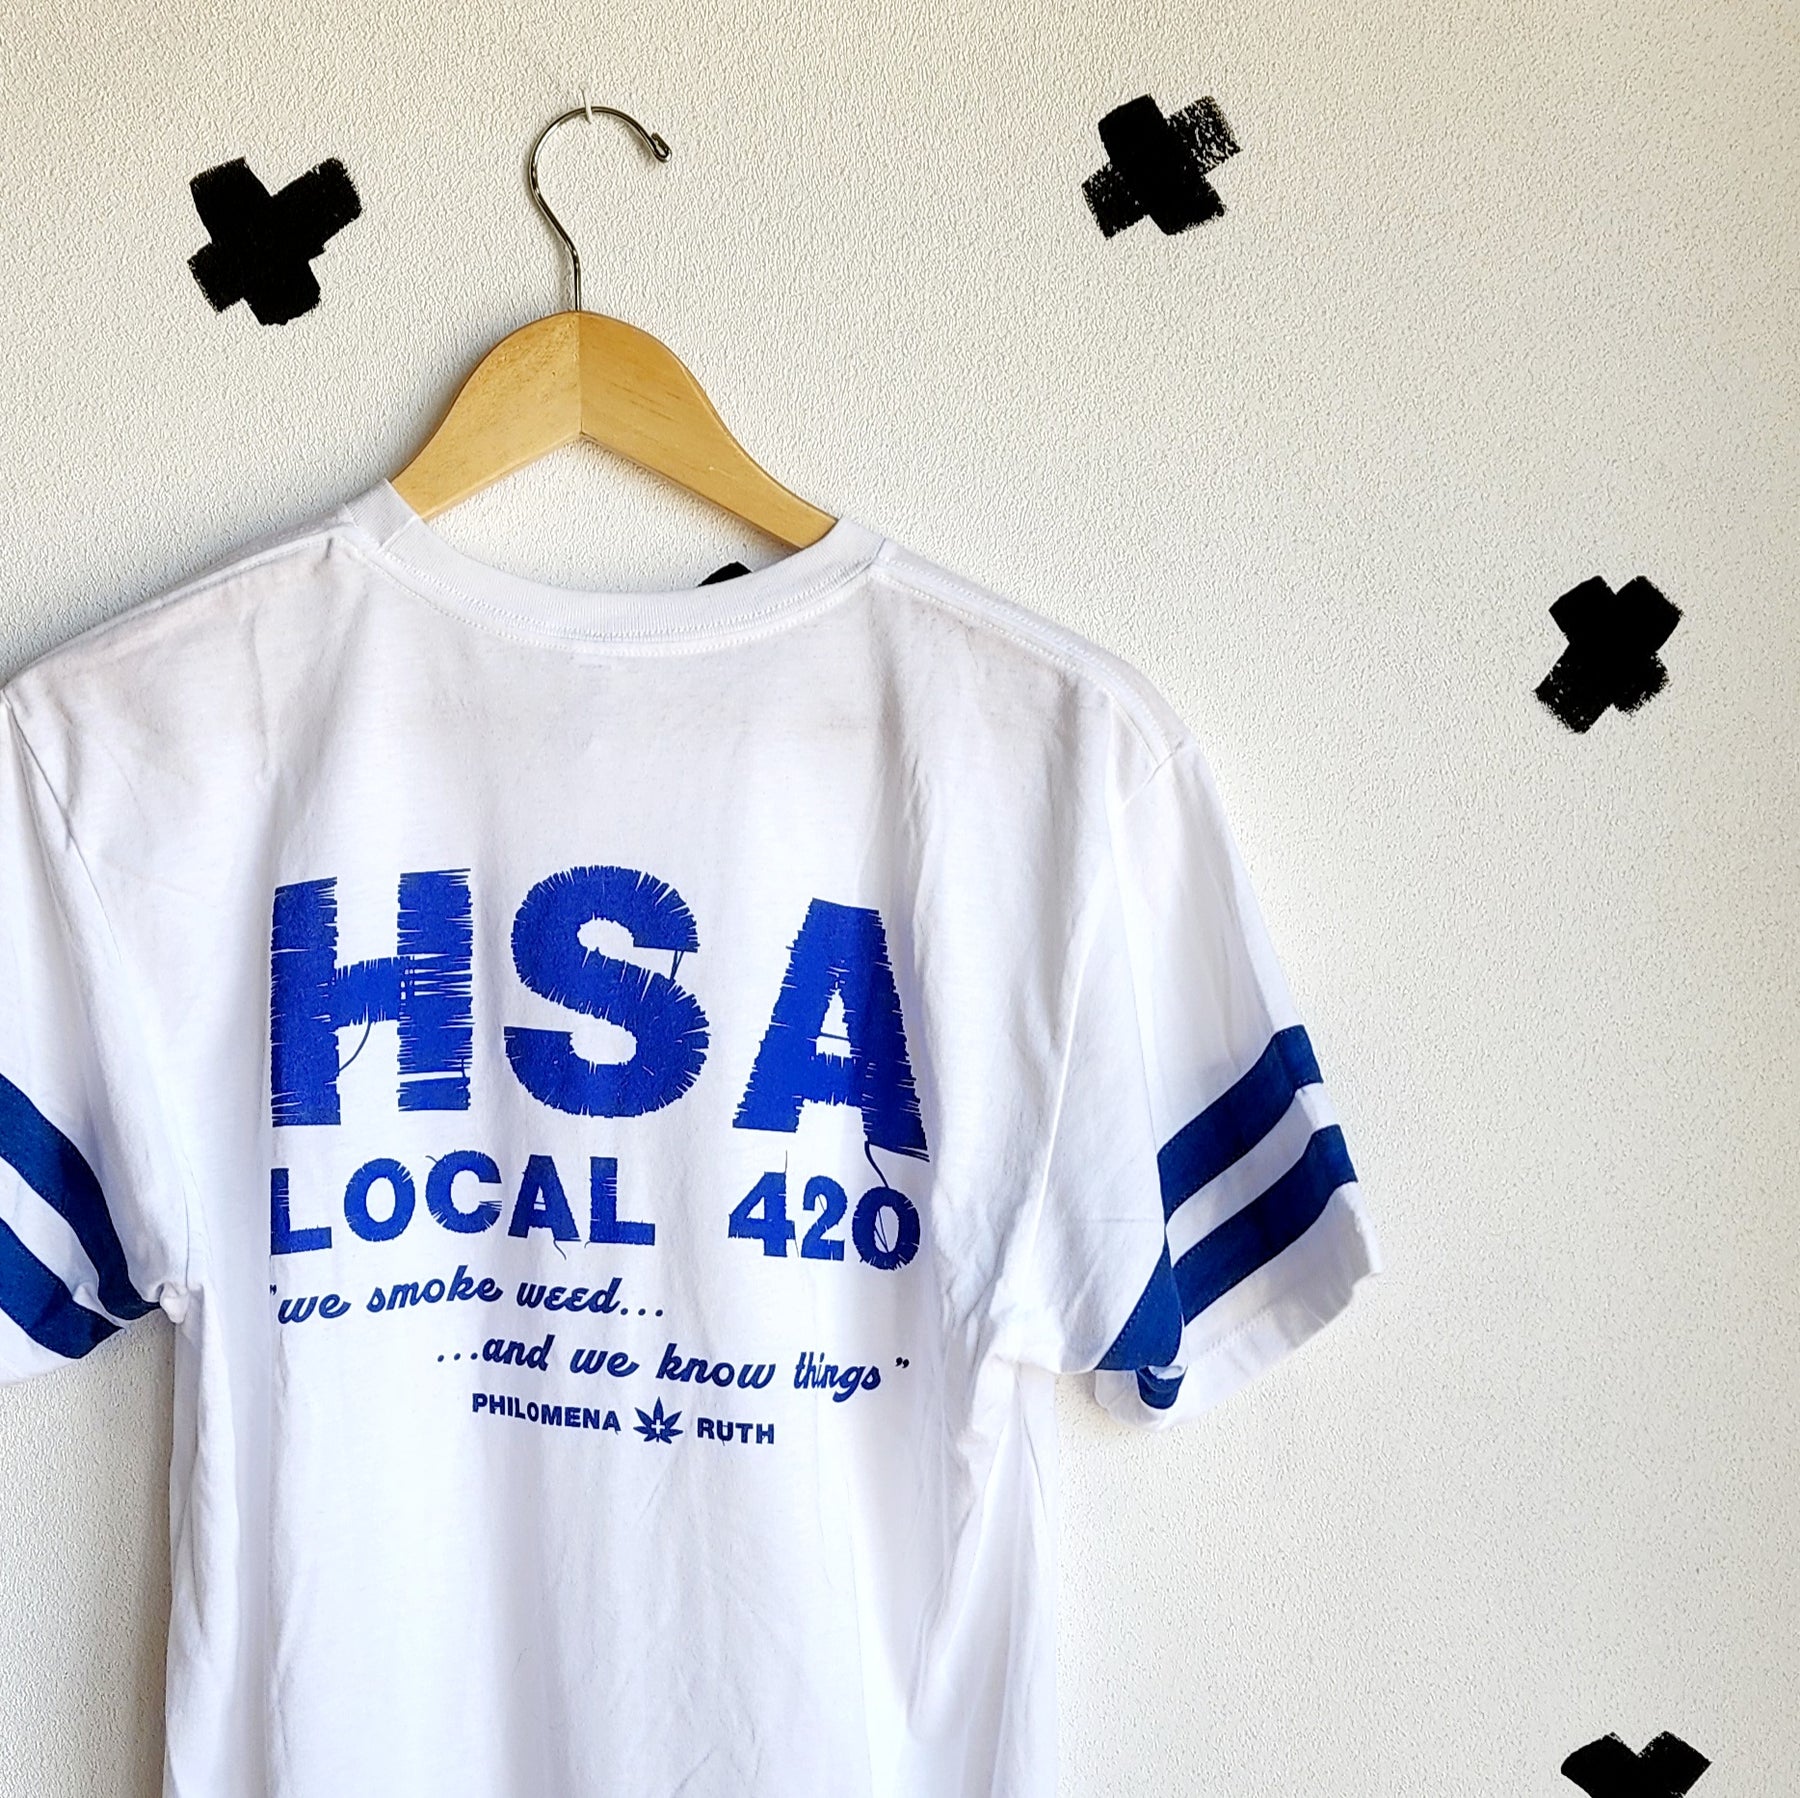 HSA
LOCAL 420
"we smoke weed...
...and we know things"
PHILOMENA RUTH